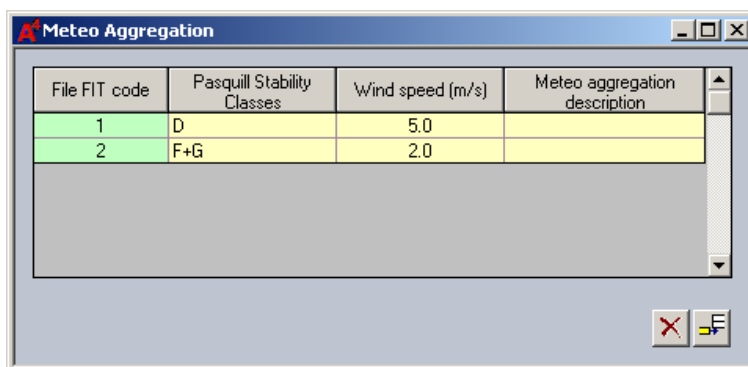 A4 Meteo Aggregation
File FIT code
Pasquill Stability
Classes
Wind speed (m/s)
Meteo aggregation
description
1 D 5.0
2 F+G 2.0